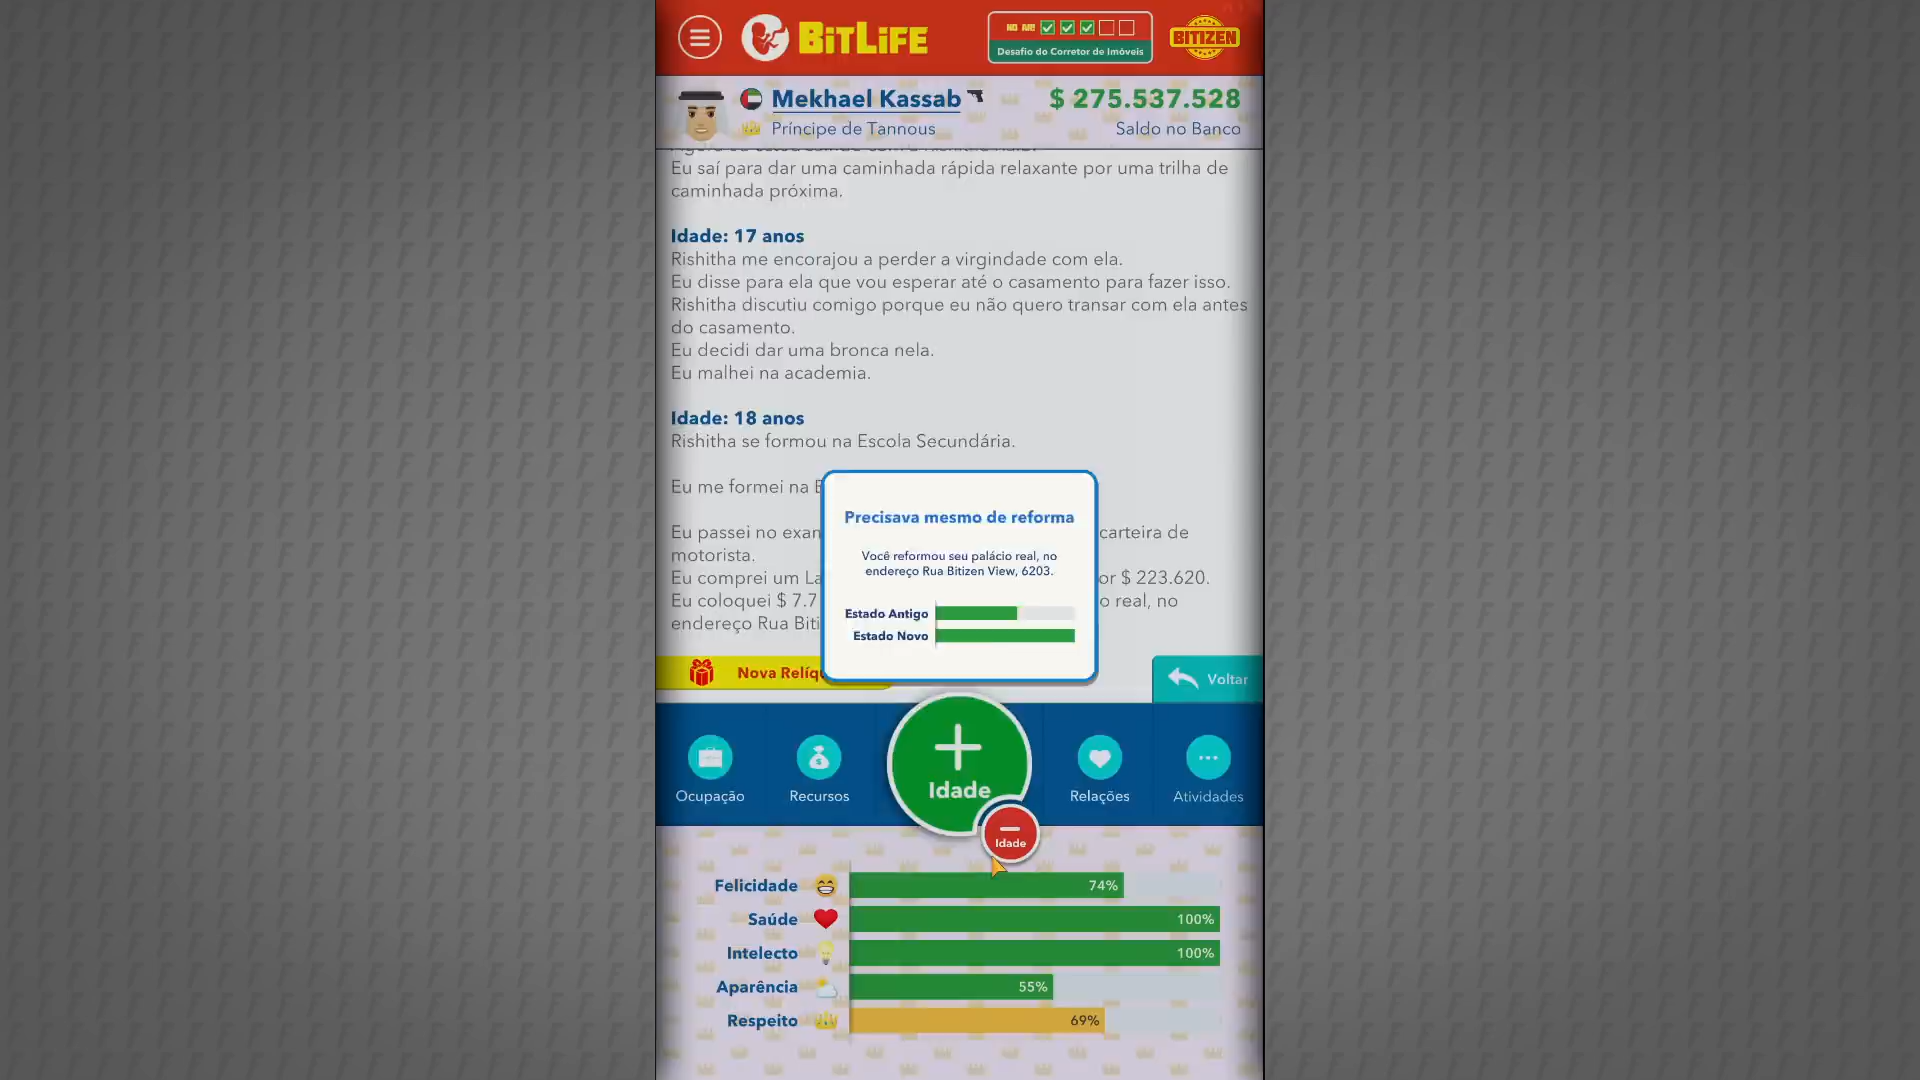 BitLife
Desafio do Corretor de Imóveis
BITIZEN
Mekhael Kassab
$ 275.537.528
Príncipe de Tannous
Saldo no Banco
Eu saí para dar uma caminhada rápida relaxante por uma trilha de
caminhada próxima.
Idade: 17 anos
Rishitha me encorajou a perder a virgindade com ela.
Eu disse para ela que vou esperar até o casamento para fazer isso.
Rishitha discutiu comigo porque eu não quero transar com ela antes
do casamento.
Eu decidi dar uma bronca nela.
Eu malhei na academia.
Idade: 18 anos
Rishitha se formou na Escola Secundária.
Eu me formei na E
Eu passei no exan carteira de
motorista.
Eu comprei um La or $ 223.620.
Eu coloquei $ 7.7 o real, no
endereço Rua Biti
Precisava mesmo de reforma
Você reformou seu palácio real, no
endereço Rua Bitizen View, 6203.
Estado Antigo
Estado Novo
Nova Relíq
Voltar
Ocupação
Recursos
Idade
Relações
Atividades
Idade
Felicidade 74%
Saúde 100%
Intelecto 100%
Aparência 55%
Respeito 69%